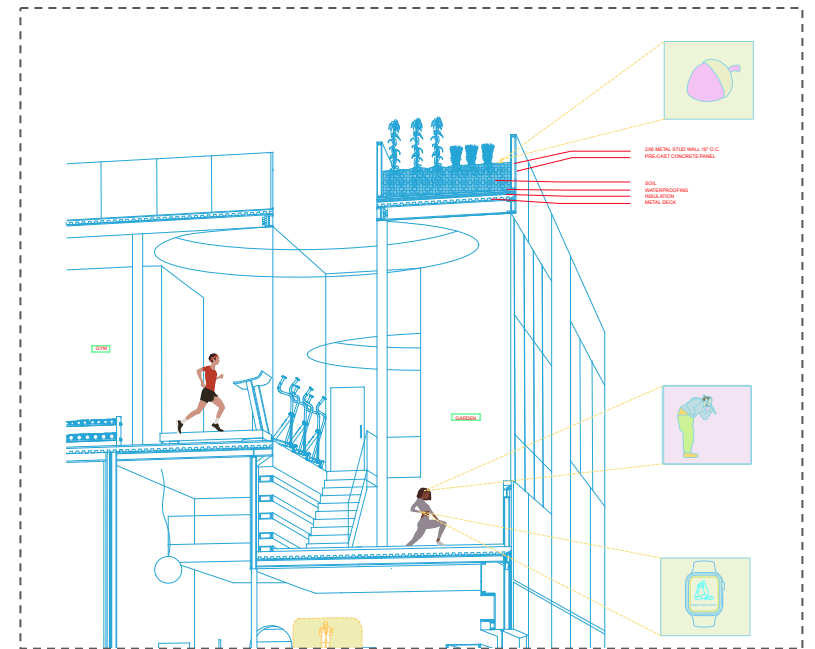 2X6 METAL STUD WALL 16" O.C.
PRE-CAST CONCRETE PANEL
SOIL
WATERPROOFING
INSULATION
METAL DECK
GYM
GARDEN